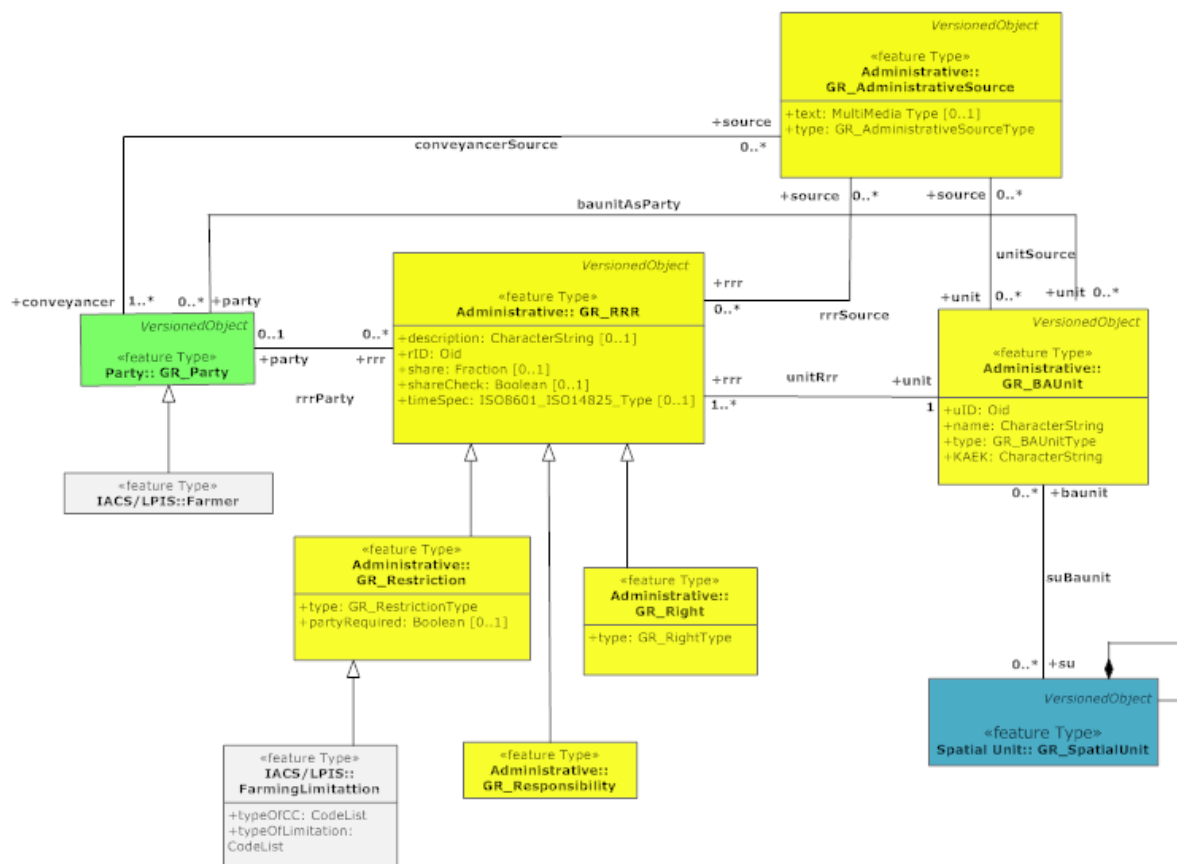 VersionedObject
«feature Type»
Administrative::
GR_AdministrativeSource
+text: MultiMedia Type [0..1]
+type: GR_AdministrativeSourceType
+source
conveyancerSource
0..*
+source 0..*
+source 0..*
baunitAsParty
unitSource
+conveyancer 1..*
0..* +party
+rrr
0..*
rrrSource
+unit 0..*
+unit 0..*
VersionedObject
«feature Type»
Party:: GR_Party
0..1
+party
0..*
+rrr
rrrParty
VersionedObject
«feature Type»
Administrative:: GR_RRR
+description: CharacterString [0..1]
+rID: Oid
+share: Fraction [0..1]
+shareCheck: Boolean [0..1]
+timeSpec: ISO8601_ISO14825_Type [0..1]
+rrr
1..*
unitRrr
+unit
1
VersionedObject
«feature Type»
Administrative::
GR_BAUnit
+uID: Oid
+name: CharacterString
+type: GR_BAUnitType
+KAEK: CharacterString
«feature Type»
IACS/LPIS::Farmer
0..* +baunit
suBaunit
0..* +su
«feature Type»
Administrative::
GR_Restriction
+type: GR_RestrictionType
+partyRequired: Boolean [0..1]
«feature Type»
Administrative::
GR_Right
+type: GR_RightType
VersionedObject
«feature Type»
Spatial Unit:: GR_SpatialUnit
«feature Type»
IACS/LPIS::
FarmingLimitattion
+typeOfCC: CodeList
+typeOfLimitation:
CodeList
«feature Type»
Administrative::
GR_Responsibility